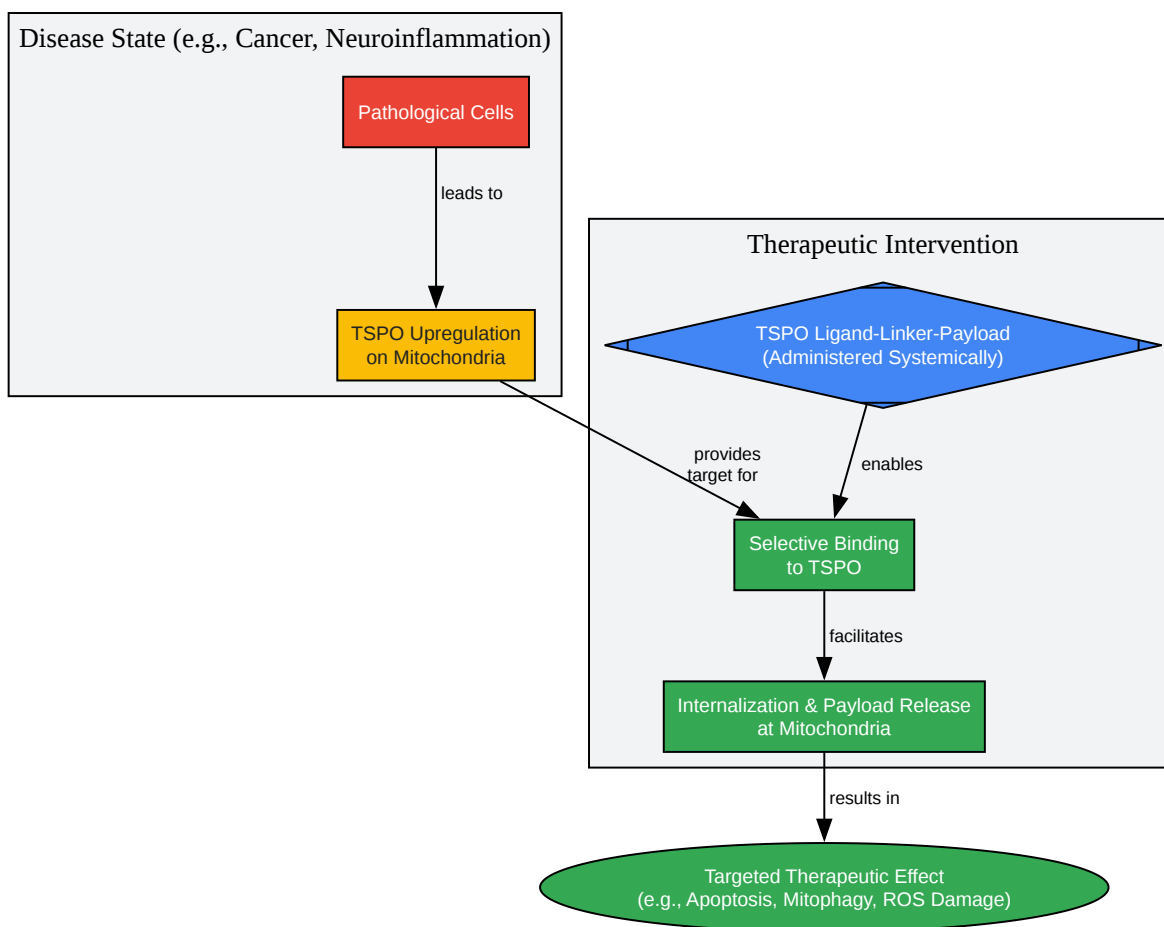 Disease State (e.g., Cancer, Neuroinflammation)
Pathological Cells
leads to
TSPO Upregulation
on Mitochondria
Therapeutic Intervention
TSPO Ligand-Linker-Payload
(Administered Systemically)
provides
target for
enables
Selective Binding
to TSPO
facilitates
Internalization & Payload Release
at Mitochondria
results in
Targeted Therapeutic Effect
(e.g., Apoptosis, Mitophagy, ROS Damage)